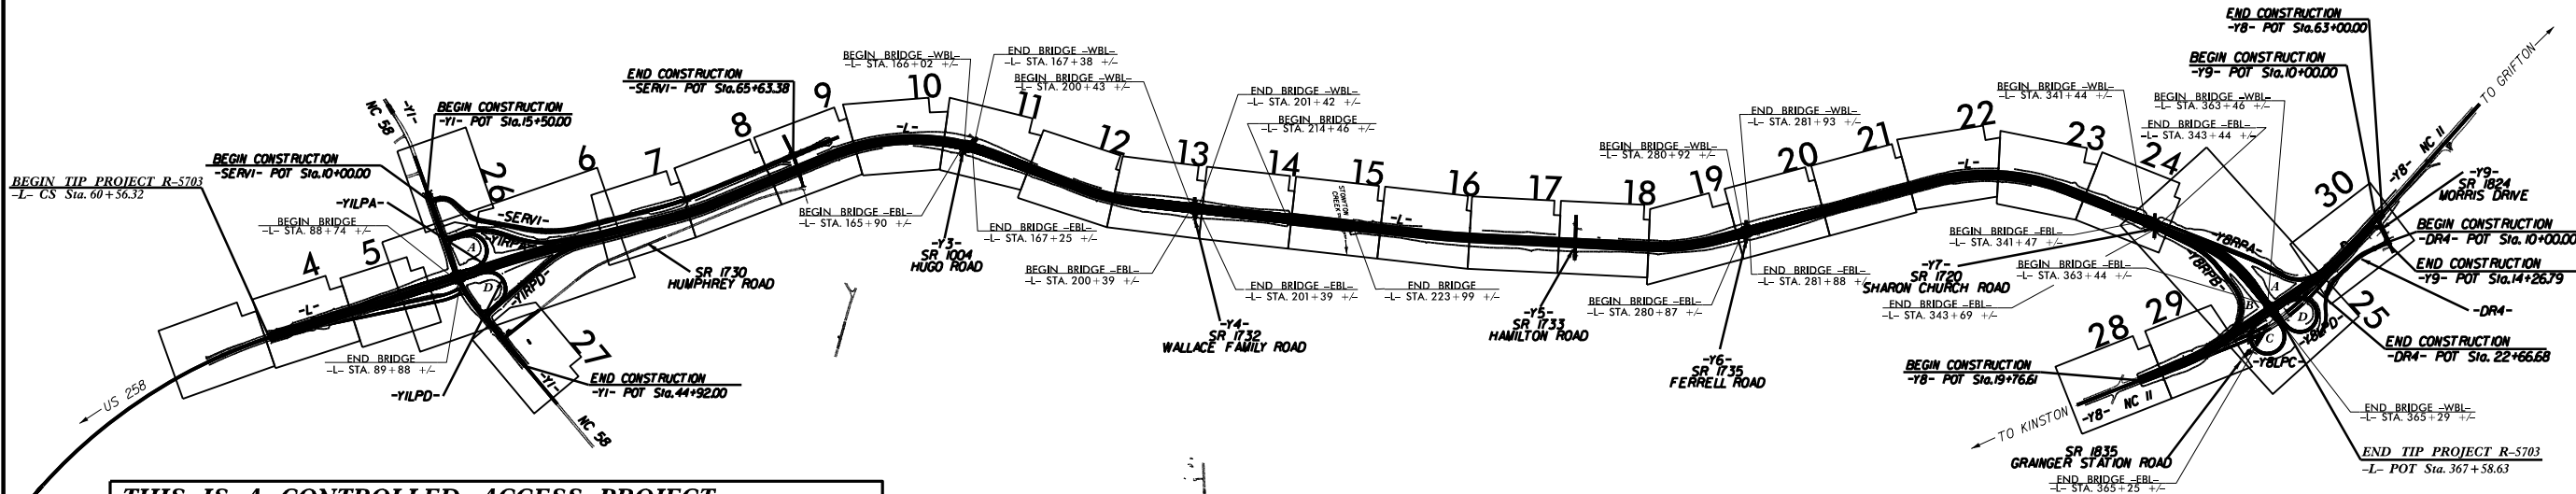 BEGIN TIP PROJECT R-5703
-L- CS Sta. 60+56.32
US 258
BEGIN CONSTRUCTION
-SERV1- POT Sta.10+00.00
BEGIN BRIDGE
-L- STA. 88+74 +/-
END BRIDGE
-L- STA. 89+88 +/-
4
5
-L-
NC 58
-Y1-
BEGIN CONSTRUCTION
-Y1- POT Sta.15+50.00
-Y1LPA-
26
-SERV1-
-Y1RPA-
A
D
-Y1RPD-
-Y1LPD-
27
-Y1-
NC 58
END CONSTRUCTION
-Y1- POT Sta.44+92.00
6
7
8
9
SR 1730
HUMPHREY ROAD
END CONSTRUCTION
-SERV1- POT Sta.65+63.38
10
-L-
BEGIN BRIDGE -WBL-
-L- STA. 166+02 +/-
END BRIDGE -WBL-
-L- STA. 167+38 +/-
BEGIN BRIDGE -EBL-
-L- STA. 165+90 +/-
END BRIDGE -EBL-
-L- STA. 167+25 +/-
-Y3-
SR 1004
HUGO ROAD
11
12
BEGIN BRIDGE -WBL-
-L- STA. 200+43 +/-
END BRIDGE -WBL-
-L- STA. 201+42 +/-
BEGIN BRIDGE -EBL-
-L- STA. 200+39 +/-
END BRIDGE -EBL-
-L- STA. 201+39 +/-
-Y4-
SR 1732
WALLACE FAMILY ROAD
13
14
BEGIN BRIDGE
-L- STA. 214+46 +/-
END BRIDGE
-L- STA. 223+99 +/-
15
-L-
16
17
-Y5-
SR 1733
HAMILTON ROAD
18
19
BEGIN BRIDGE -WBL-
-L- STA. 280+92 +/-
END BRIDGE -WBL-
-L- STA. 281+93 +/-
BEGIN BRIDGE -EBL-
-L- STA. 280+87 +/-
END BRIDGE -EBL-
-L- STA. 281+88 +/-
-Y6-
SR 1735
FERRELL ROAD
20
21
22
-L-
23
24
BEGIN BRIDGE -WBL-
-L- STA. 341+44 +/-
END BRIDGE -EBL-
-L- STA. 343+44 +/-
BEGIN BRIDGE -EBL-
-L- STA. 341+47 +/-
END BRIDGE -EBL-
-L- STA. 343+69 +/-
-Y7-
SR 1720
SHARON CHURCH ROAD
BEGIN BRIDGE -WBL-
-L- STA. 363+46 +/-
BEGIN BRIDGE -EBL-
-L- STA. 363+44 +/-
END BRIDGE -WBL-
-L- STA. 365+29 +/-
END BRIDGE -EBL-
-L- STA. 365+25 +/-
-Y8RPA-
-Y8RPB-
A
B
C
D
-Y8LPC-
-Y8LPD-
25
28
29
30
BEGIN CONSTRUCTION
-Y8- POT Sta.19+76.61
TO KINSTON
-Y8- NC 11
SR 1835
GRAINGER STATION ROAD
END TIP PROJECT R-5703
-L- POT Sta. 367+58.63
END CONSTRUCTION
-Y8- POT Sta.63+00.00
BEGIN CONSTRUCTION
-Y9- POT Sta.10+00.00
TO GRIFTON
-Y8- NC 11
-Y9-
SR 1824
MORRIS DRIVE
BEGIN CONSTRUCTION
-DR4- POT Sta. 10+00.00
END CONSTRUCTION
-Y9- POT Sta.14+26.79
-DR4-
END CONSTRUCTION
-DR4- POT Sta. 22+66.68
THIS IS A CONTROLLED ACCESS PROJECT